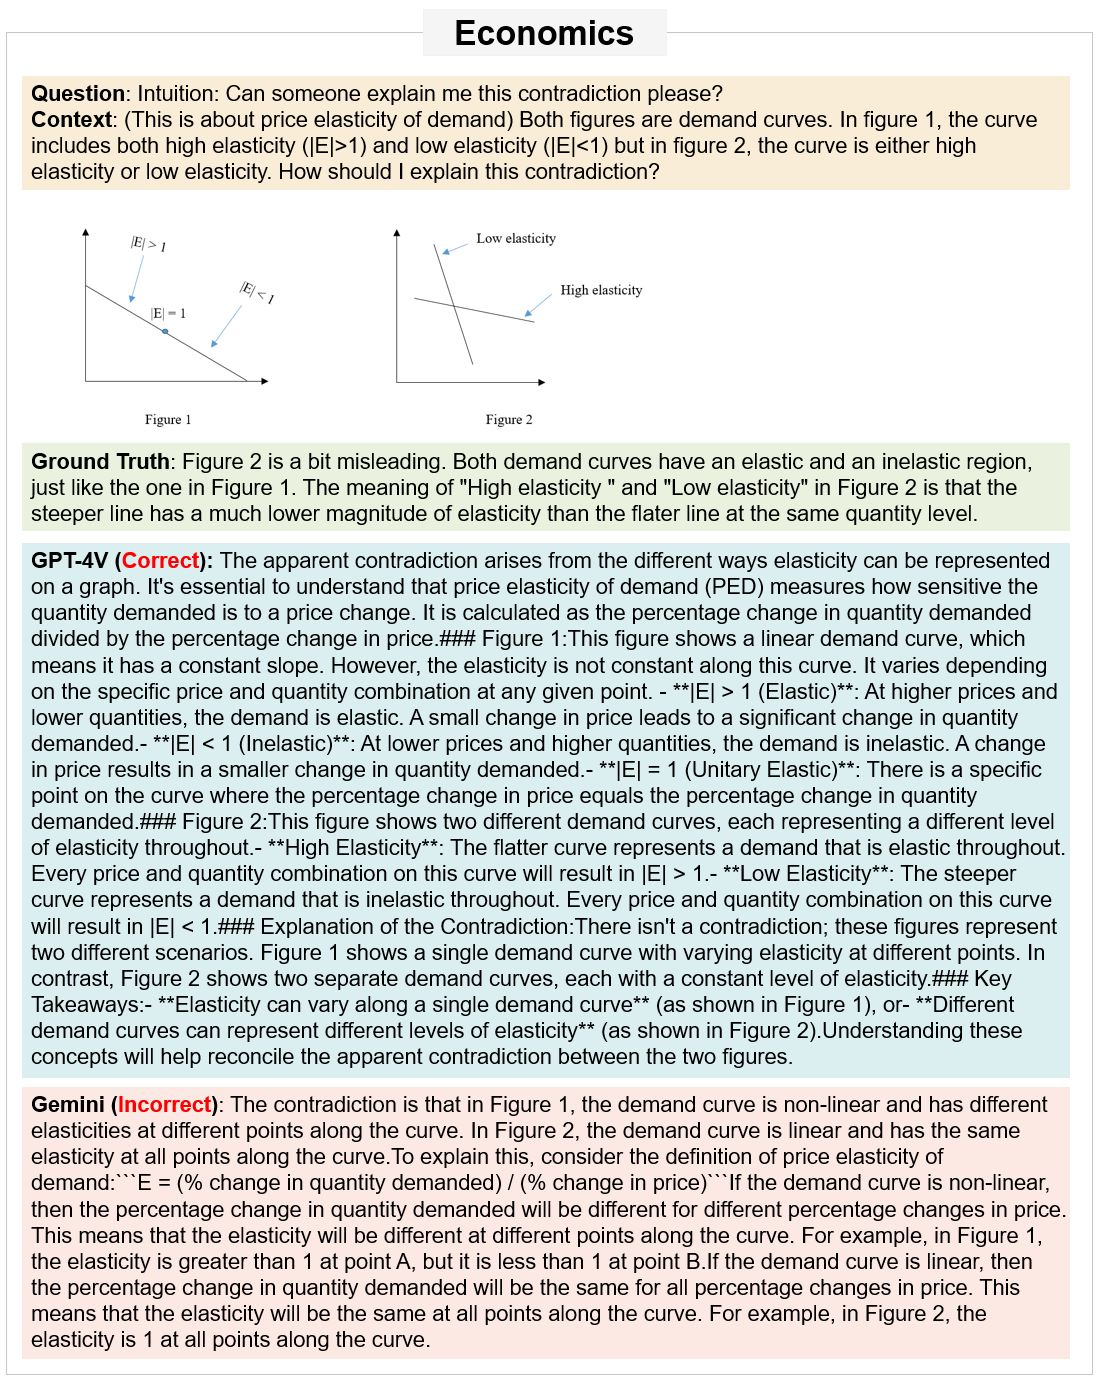 Economics
Question: Intuition: Can someone explain me this contradiction please?
Context: (This is about price elasticity of demand) Both figures are demand curves. In figure 1, the curve
includes both high elasticity (|E|>1) and low elasticity (|E|<1) but in figure 2, the curve is either high
elasticity or low elasticity. How should I explain this contradiction?
|E| > 1
|E| < 1
|E| = 1
Figure 1
Low elasticity
High elasticity
Figure 2
Ground Truth: Figure 2 is a bit misleading. Both demand curves have an elastic and an inelastic region,
just like the one in Figure 1. The meaning of "High elasticity " and "Low elasticity" in Figure 2 is that the
steeper line has a much lower magnitude of elasticity than the flater line at the same quantity level.
GPT-4V (Correct): The apparent contradiction arises from the different ways elasticity can be represented
on a graph. It's essential to understand that price elasticity of demand (PED) measures how sensitive the
quantity demanded is to a price change. It is calculated as the percentage change in quantity demanded
divided by the percentage change in price.### Figure 1:This figure shows a linear demand curve, which
means it has a constant slope. However, the elasticity is not constant along this curve. It varies depending
on the specific price and quantity combination at any given point. - **|E| > 1 (Elastic)**: At higher prices and
lower quantities, the demand is elastic. A small change in price leads to a significant change in quantity
demanded.- **|E| < 1 (Inelastic)**: At lower prices and higher quantities, the demand is inelastic. A change
in price results in a smaller change in quantity demanded.- **|E| = 1 (Unitary Elastic)**: There is a specific
point on the curve where the percentage change in price equals the percentage change in quantity
demanded.### Figure 2:This figure shows two different demand curves, each representing a different level
of elasticity throughout.- **High Elasticity**: The flatter curve represents a demand that is elastic throughout.
Every price and quantity combination on this curve will result in |E| > 1.- **Low Elasticity**: The steeper
curve represents a demand that is inelastic throughout. Every price and quantity combination on this curve
will result in |E| < 1.### Explanation of the Contradiction:There isn't a contradiction; these figures represent
two different scenarios. Figure 1 shows a single demand curve with varying elasticity at different points. In
contrast, Figure 2 shows two separate demand curves, each with a constant level of elasticity.### Key
Takeaways:- **Elasticity can vary along a single demand curve** (as shown in Figure 1), or- **Different
demand curves can represent different levels of elasticity** (as shown in Figure 2).Understanding these
concepts will help reconcile the apparent contradiction between the two figures.
Gemini (Incorrect): The contradiction is that in Figure 1, the demand curve is non-linear and has different
elasticities at different points along the curve. In Figure 2, the demand curve is linear and has the same
elasticity at all points along the curve.To explain this, consider the definition of price elasticity of
demand:```E = (% change in quantity demanded) / (% change in price)```If the demand curve is non-linear,
then the percentage change in quantity demanded will be different for different percentage changes in price.
This means that the elasticity will be different at different points along the curve. For example, in Figure 1,
the elasticity is greater than 1 at point A, but it is less than 1 at point B.If the demand curve is linear, then
the percentage change in quantity demanded will be the same for all percentage changes in price. This
means that the elasticity will be the same at all points along the curve. For example, in Figure 2, the
elasticity is 1 at all points along the curve.